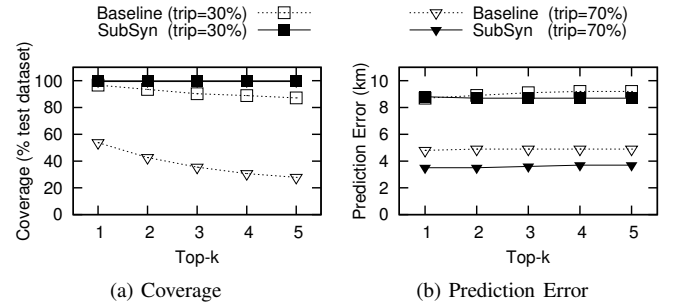 Baseline (trip=30%)
SubSyn (trip=30%)
Baseline (trip=70%)
SubSyn (trip=70%)
Coverage (% test dataset)
100
80
60
40
20
0
1 2 3 4 5
Top-k
(a) Coverage
Prediction Error (km)
10
8
6
4
2
0
1 2 3 4 5
Top-k
(b) Prediction Error